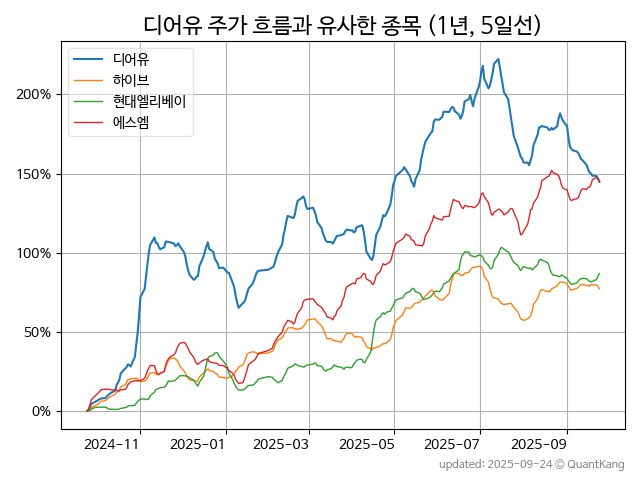 디어유 주가 흐름과 유사한 종목 (1년, 5일선)
디어유
하이브
현대엘리베이
에스엠
200%
150%
100%
50%
0%
2024-11 2025-01 2025-03 2025-05 2025-07 2025-09
updated: 2025-09-24 © QuantKang